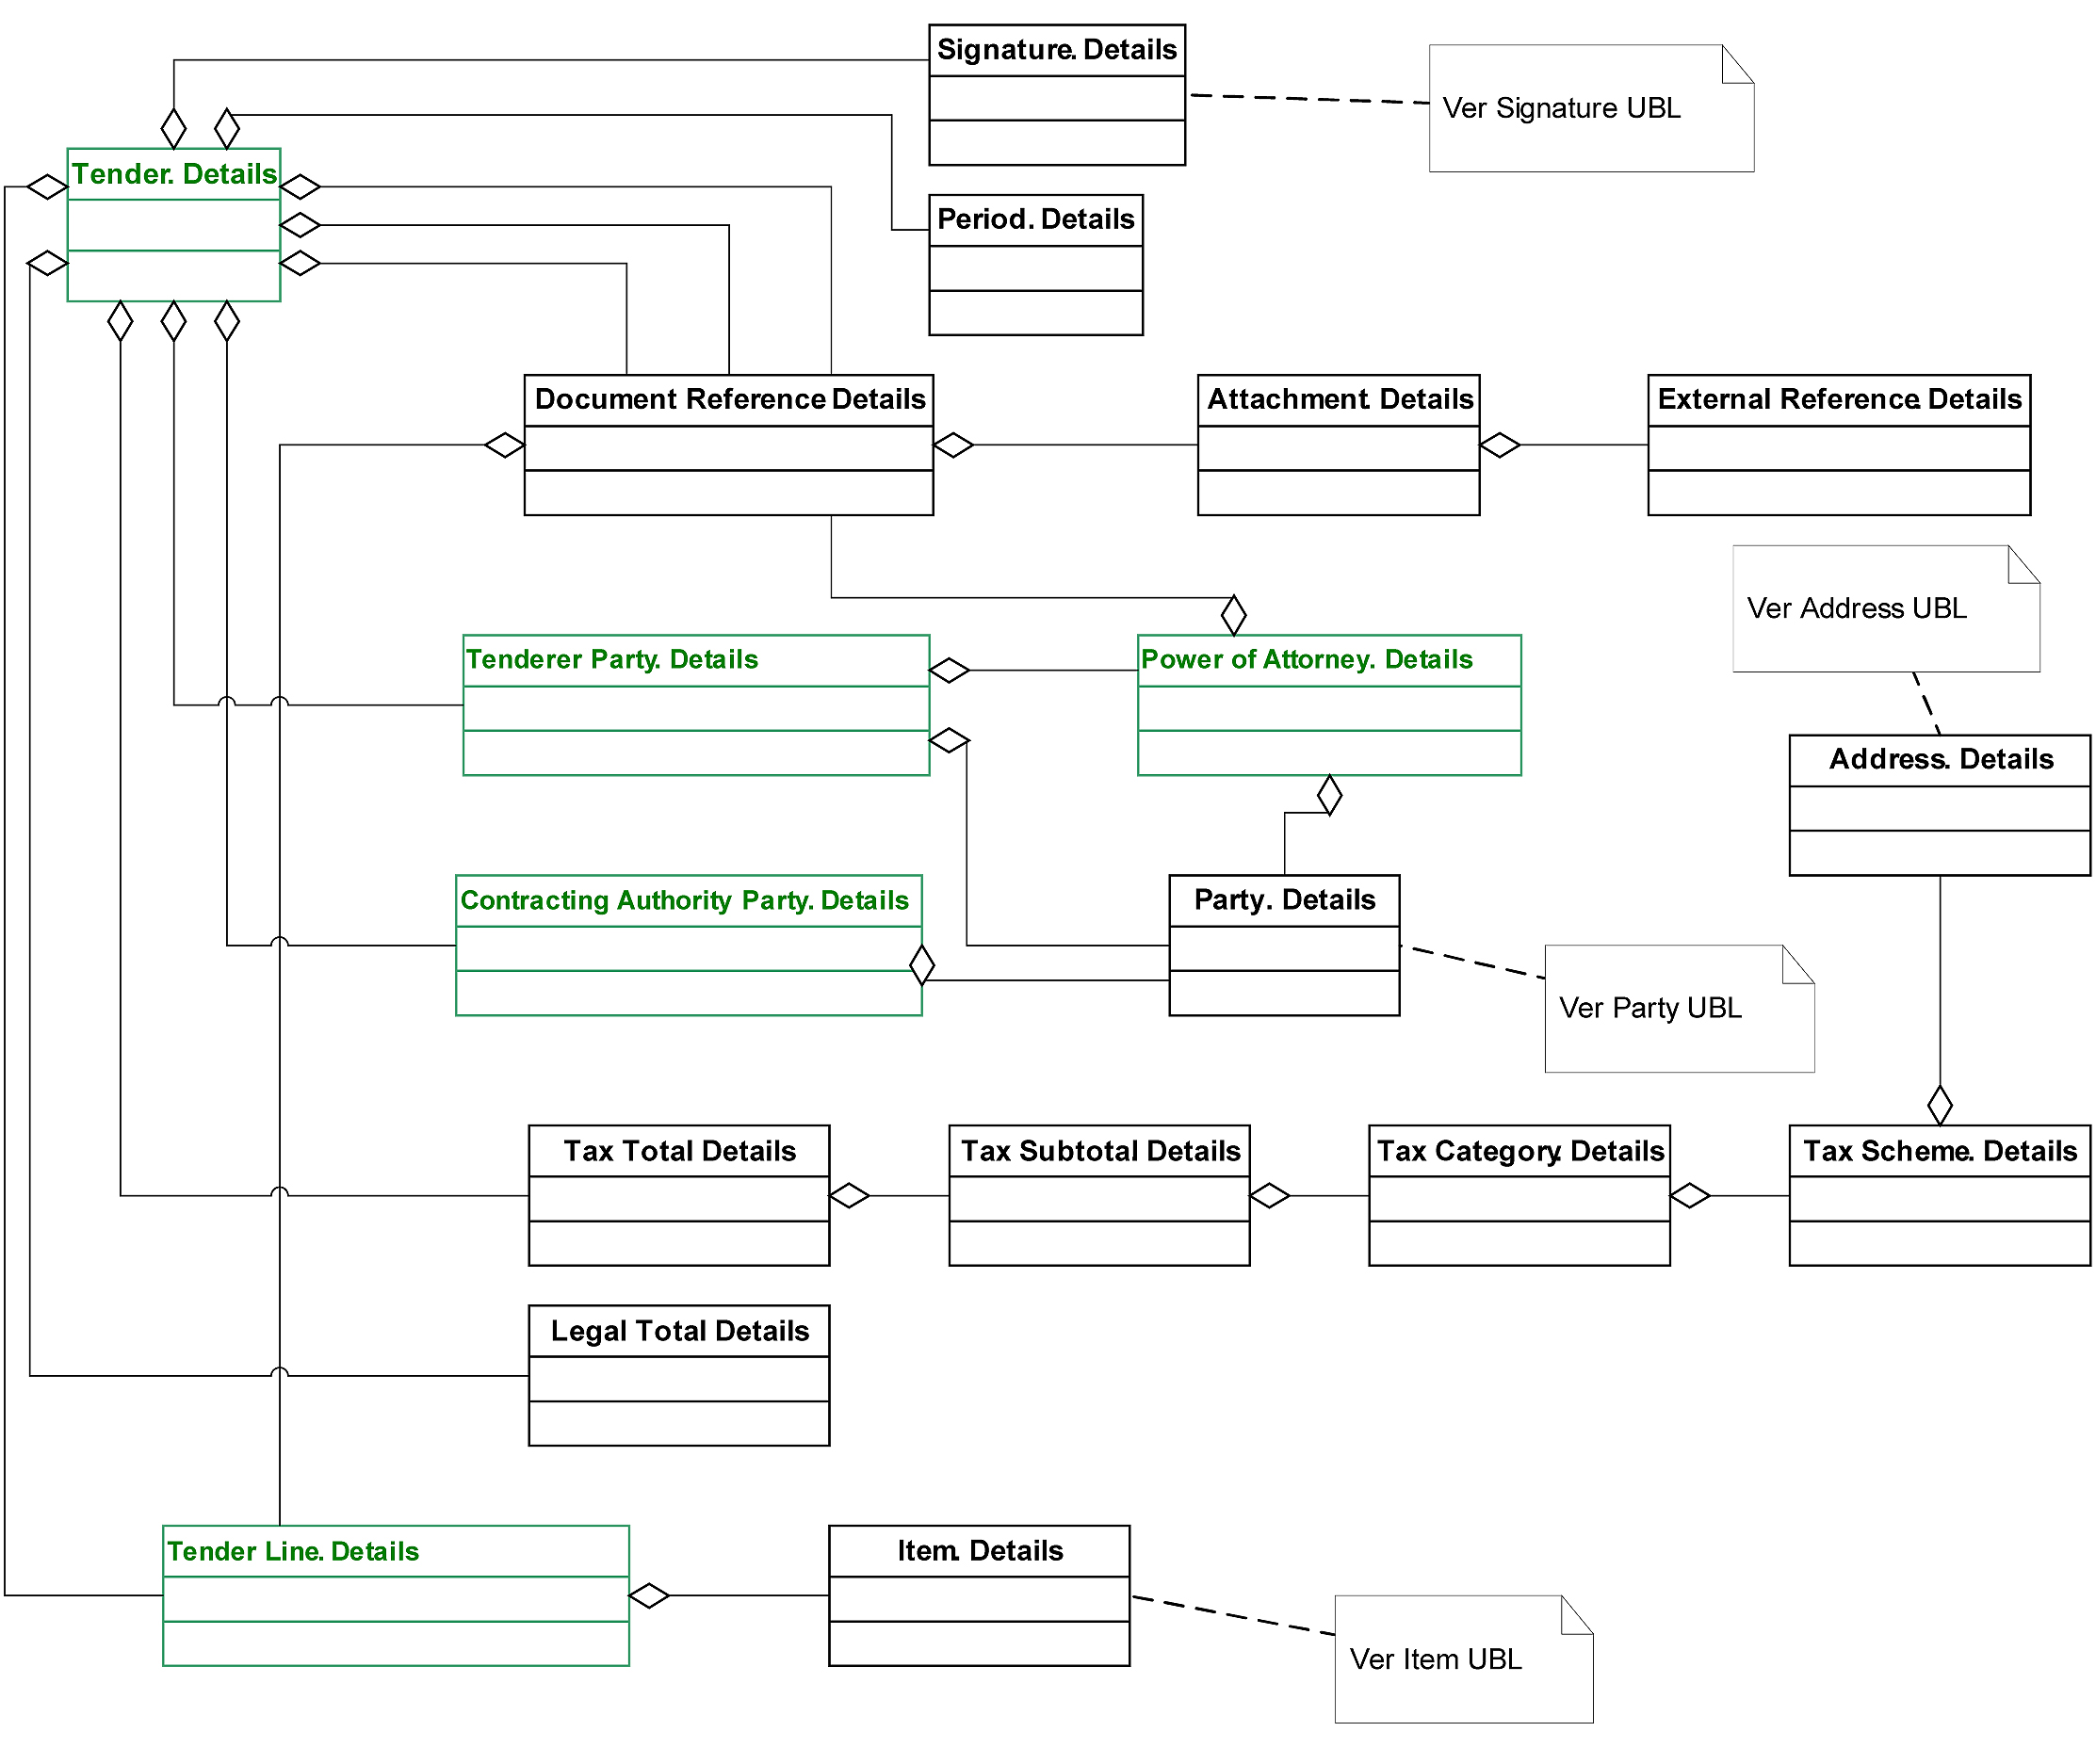 Signature. Details
Ver Signature UBL
Tender. Details
Period. Details
Document Reference Details
Attachment. Details
External Reference. Details
Ver Address UBL
Tenderer Party. Details
Power of Attorney. Details
Address. Details
Contracting Authority Party. Details
Party. Details
Ver Party UBL
Tax Total Details
Tax Subtotal Details
Tax Category. Details
Tax Scheme. Details
Legal Total Details
Tender Line. Details
Item. Details
Ver Item UBL